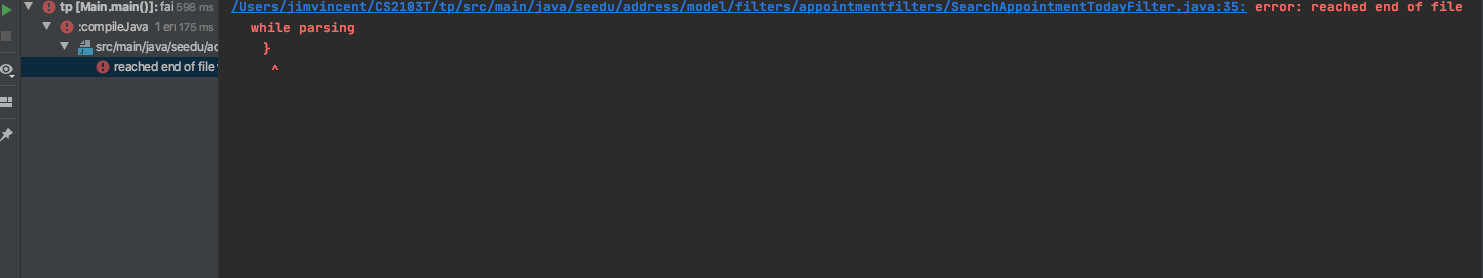 tp [Main.main()]: fai 598 ms
:compileJava 1 err 175 ms
src/main/java/seedu/ad
reached end of file w
/Users/jimvincent/CS2103T/tp/src/main/java/seedu/address/model/filters/appointmentfilters/SearchAppointmentTodayFilter.java:35: error: reached end of file
while parsing
}
^